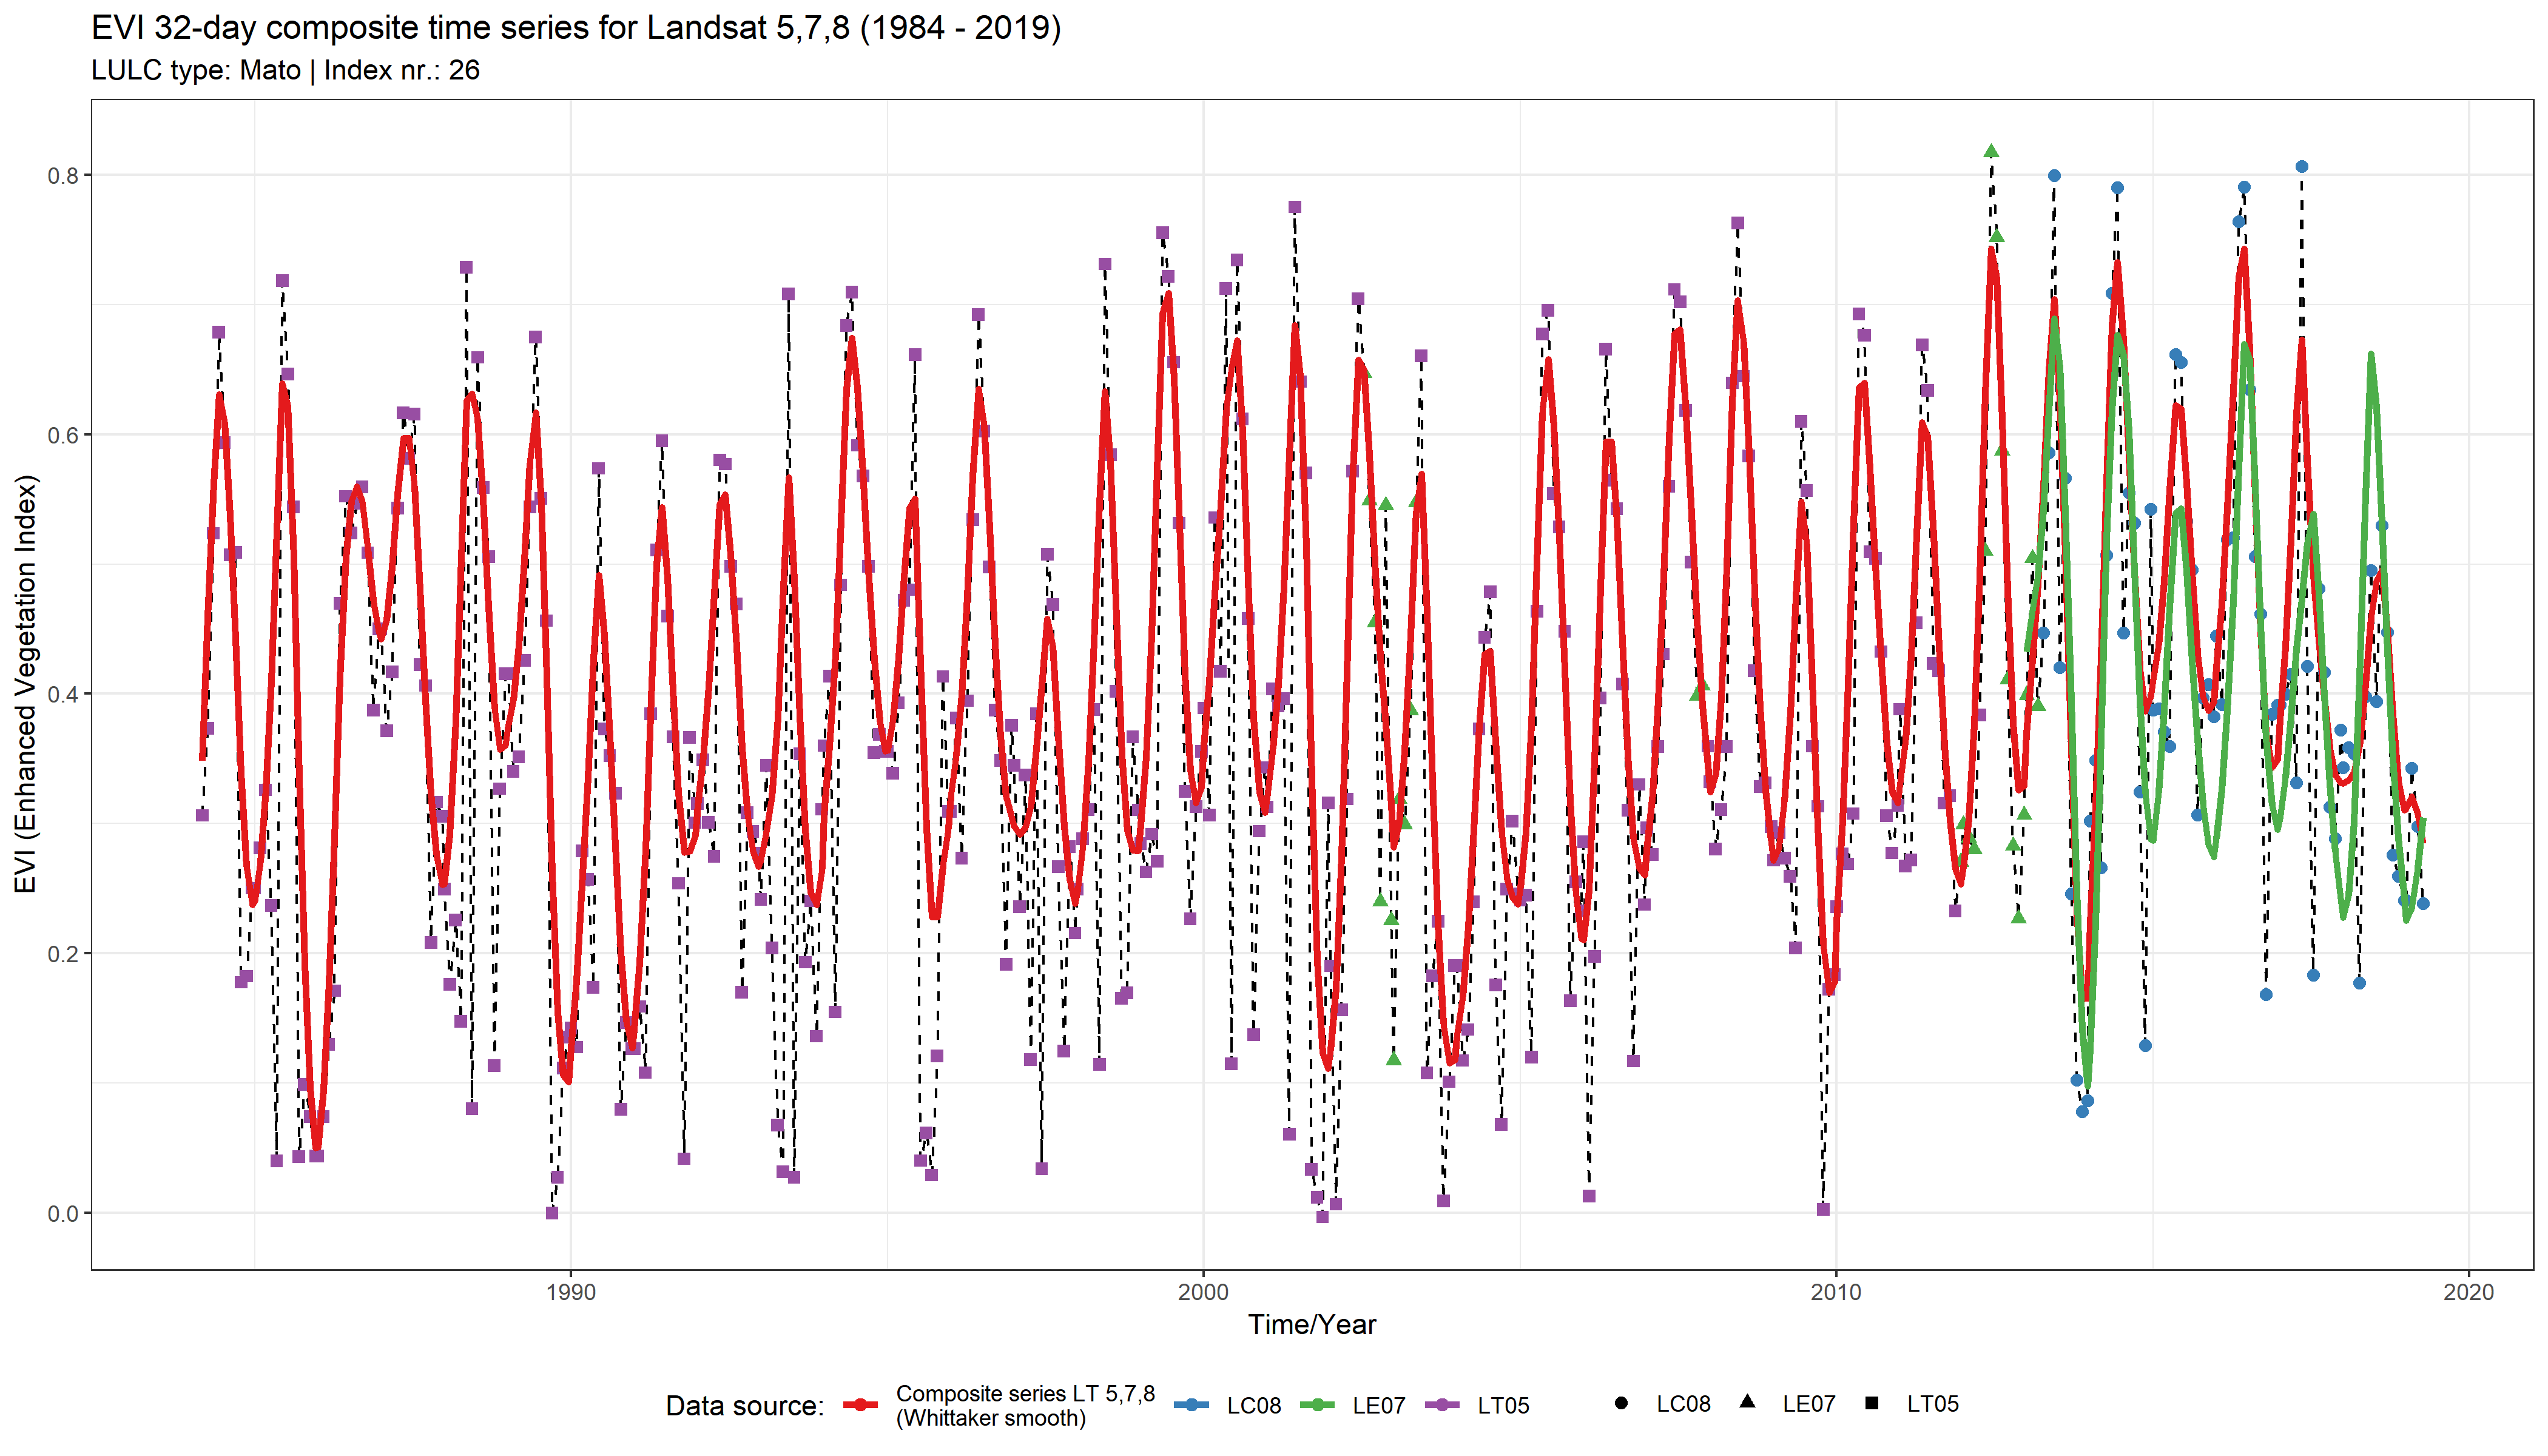 EVI 32-day composite time series for Landsat 5,7,8 (1984 - 2019)
LULC type: Mato | Index nr.: 26
EVI (Enhanced Vegetation Index)
0.8
0.6
0.4
0.2
0.0
1990
2000
2010
2020
Time/Year
Data source:
Composite series LT 5,7,8
(Whittaker smooth)
LC08
LE07
LT05
LC08
LE07
LT05